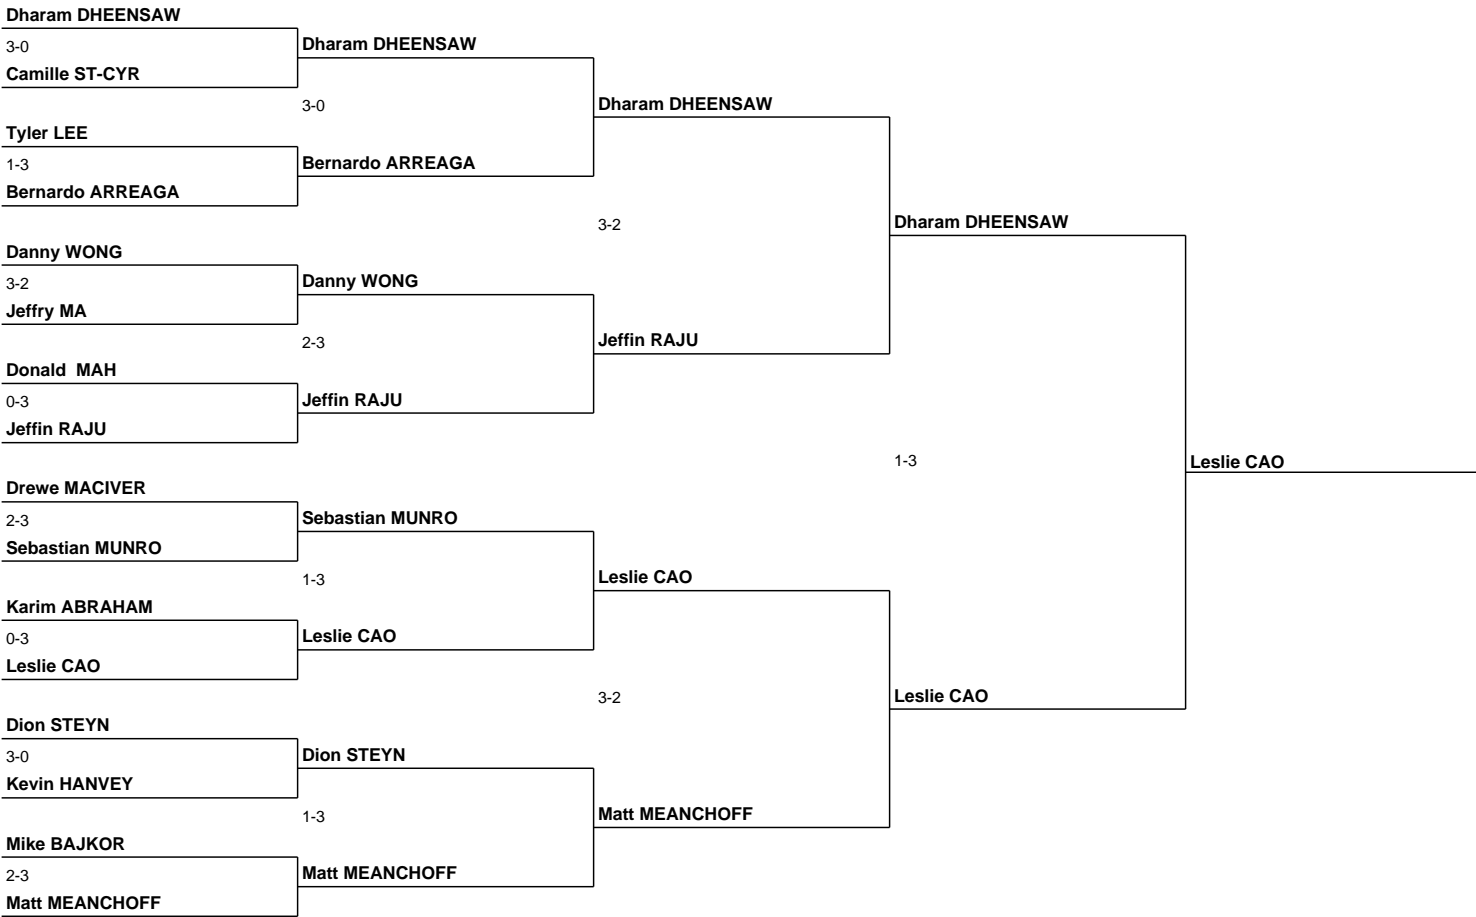 Dharam DHEENSAW
3-0
Camille ST-CYR
Tyler LEE
1-3
Bernardo ARREAGA
Danny WONG
3-2
Jeffry MA
Donald  MAH
0-3
Jeffin RAJU
Drewe MACIVER
2-3
Sebastian MUNRO
Karim ABRAHAM
0-3
Leslie CAO
Dion STEYN
3-0
Kevin HANVEY
Mike BAJKOR
2-3
Matt MEANCHOFF
Dharam DHEENSAW
3-0
Bernardo ARREAGA
Danny WONG
2-3
Jeffin RAJU
Sebastian MUNRO
1-3
Leslie CAO
Dion STEYN
1-3
Matt MEANCHOFF
Dharam DHEENSAW
3-2
Jeffin RAJU
Leslie CAO
3-2
Matt MEANCHOFF
Dharam DHEENSAW
1-3
Leslie CAO
Leslie CAO